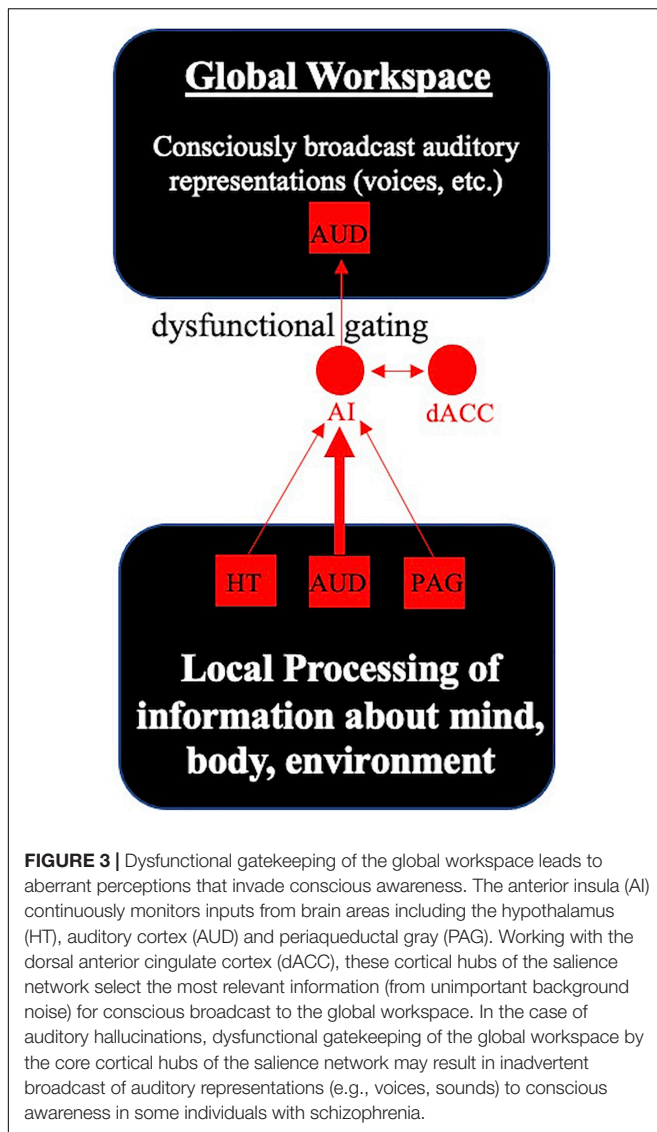 Global Workspace
Consciously broadcast auditory
representations (voices, etc.)
AUD
dysfunctional gating
AI
dACC
HT
AUD
PAG
Local Processing of
information about mind,
body, environment
FIGURE 3 | Dysfunctional gatekeeping of the global workspace leads to
aberrant perceptions that invade conscious awareness. The anterior insula (AI)
continuously monitors inputs from brain areas including the hypothalamus
(HT), auditory cortex (AUD) and periaqueductal gray (PAG). Working with the
dorsal anterior cingulate cortex (dACC), these cortical hubs of the salience
network select the most relevant information (from unimportant background
noise) for conscious broadcast to the global workspace. In the case of
auditory hallucinations, dysfunctional gatekeeping of the global workspace by
the core cortical hubs of the salience network may result in inadvertent
broadcast of auditory representations (e.g., voices, sounds) to conscious
awareness in some individuals with schizophrenia.